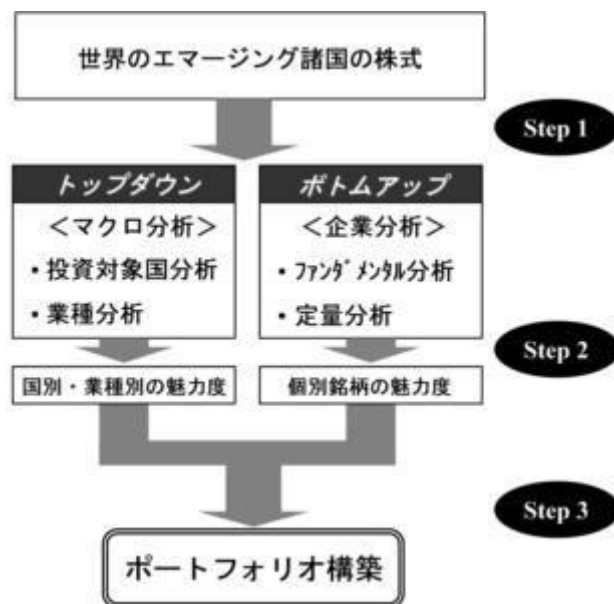 世界のエマージング諸国の株式
Step 1
トップダウン
＜マクロ分析＞
・投資対象国分析
・業種分析
ボトムアップ
＜企業分析＞
・ﾌｧﾝﾀﾞﾒﾝﾀﾙ分析
・定量分析
Step 2
国別・業種別の魅力度
個別銘柄の魅力度
Step 3
ポートフォリオ構築